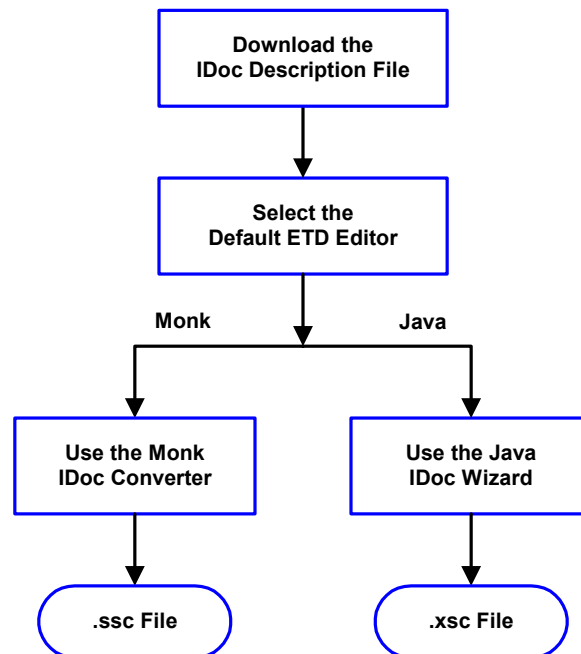 Download the
IDoc Description File
Select the
Default ETD Editor
Monk
Java
Use the Monk
IDoc Converter
Use the Java
IDoc Wizard
.ssc File
.xsc File